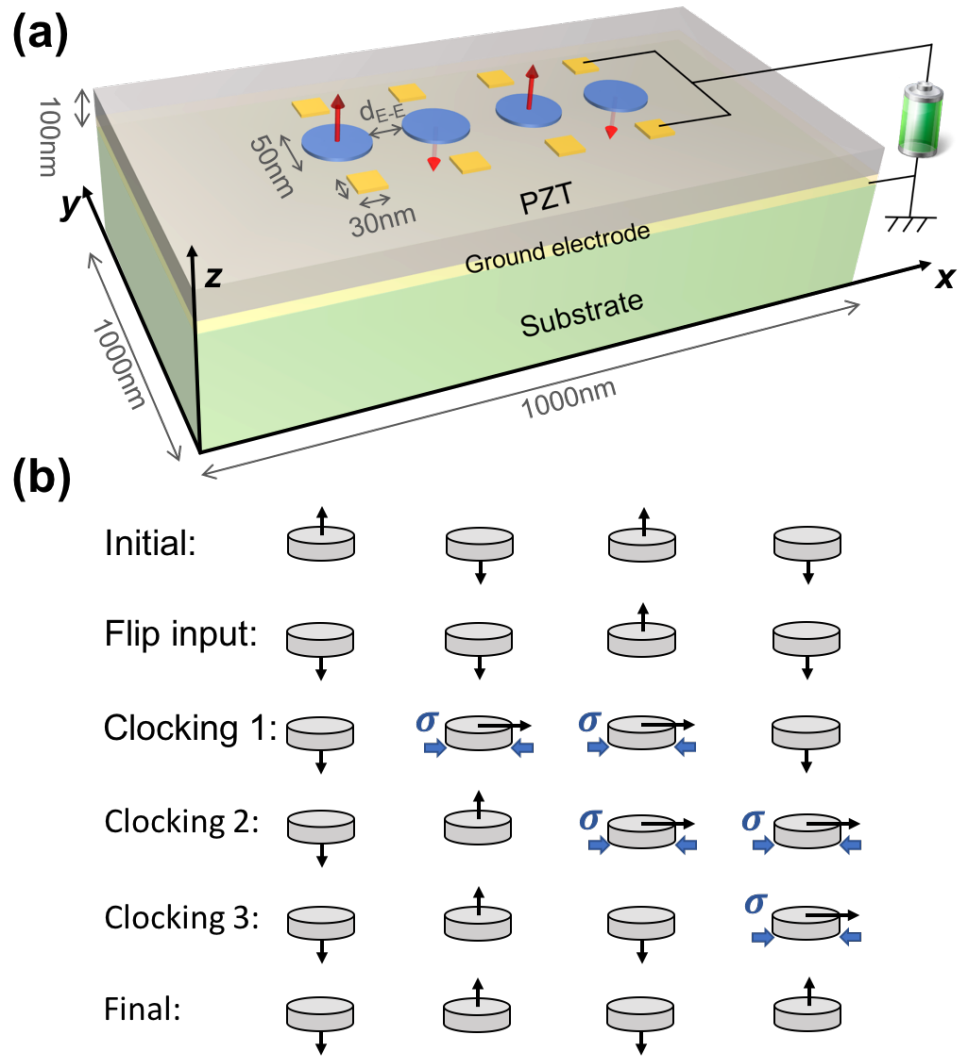 (a)
100nm
50nm
d_E-E
30nm
PZT
Ground electrode
Substrate
y
z
x
1000nm
1000nm
(b)
Initial:
Flip input:
Clocking 1:
σ
σ
Clocking 2:
σ
σ
Clocking 3:
σ
Final: